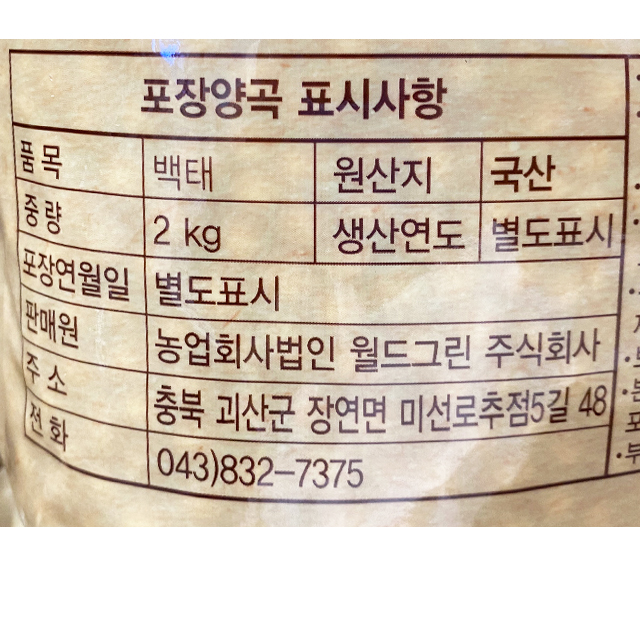 포장양곡 표시사항
품목 백태 원산지 국산
중량 2 kg 생산연도 별도표시
포장연월일 별도표시
판매원 농업회사법인 월드그린 주식회사
주소 충북 괴산군 장연면 미선로추점5길 48
전화 043)832-7375